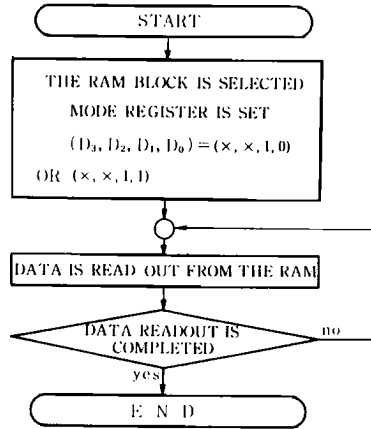 START
THE RAM BLOCK IS SELECTED
MODE REGISTER IS SET
(D₃, D₂, D₁, D₀) = (×, ×, 1, 0)
OR (×, ×, 1, 1)
DATA IS READ OUT FROM THE RAM
DATA READOUT IS
COMPLETED
no
yes
E N D